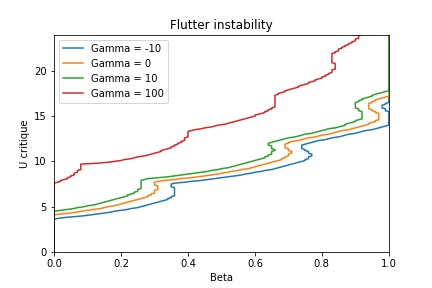 Flutter instability
Gamma = -10
Gamma = 0
Gamma = 10
Gamma = 100
U critique
20
15
10
5
0
0.0 0.2 0.4 0.6 0.8 1.0
Beta